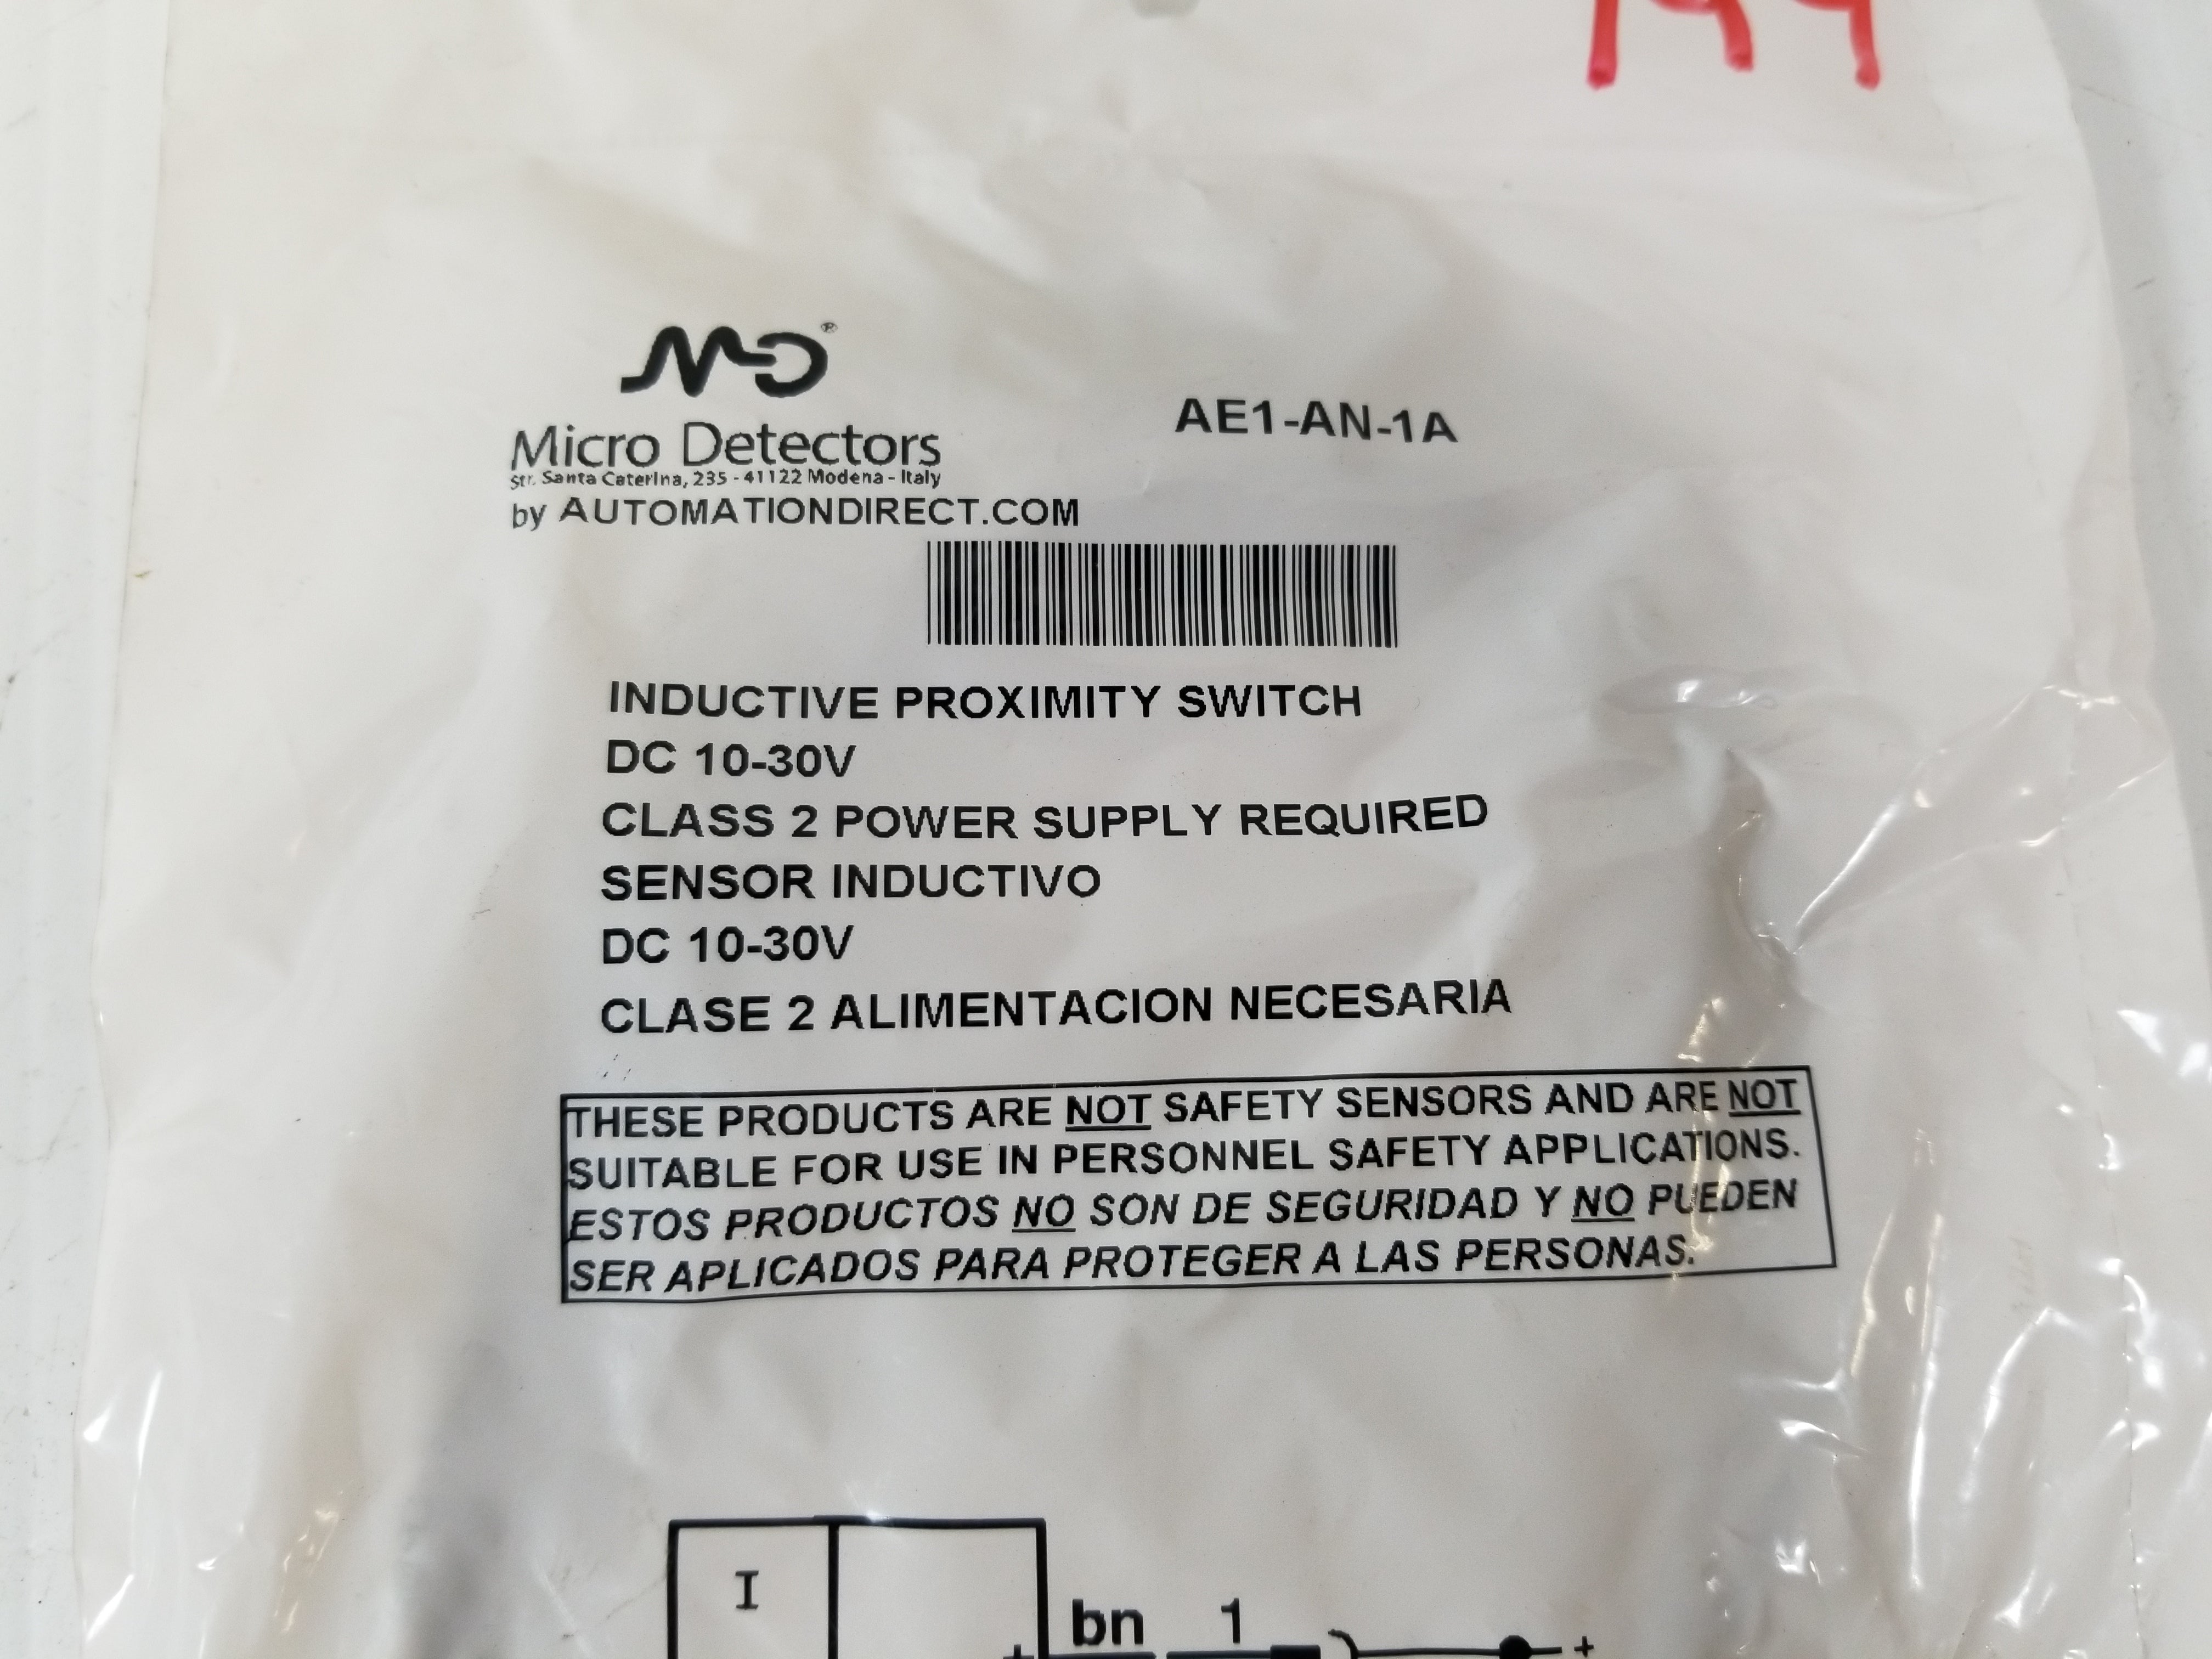 MD®
Micro Detectors
Str. Santa Caterina, 235 - 41122 Modena - Italy
by AUTOMATIONDIRECT.COM
AE1-AN-1A
INDUCTIVE PROXIMITY SWITCH
DC 10-30V
CLASS 2 POWER SUPPLY REQUIRED
SENSOR INDUCTIVO
DC 10-30V
CLASE 2 ALIMENTACION NECESARIA
THESE PRODUCTS ARE NOT SAFETY SENSORS AND ARE NOT
SUITABLE FOR USE IN PERSONNEL SAFETY APPLICATIONS.
ESTOS PRODUCTOS NO SON DE SEGURIDAD Y NO PUEDEN
SER APLICADOS PARA PROTEGER A LAS PERSONAS.
I
+ bn 1 +